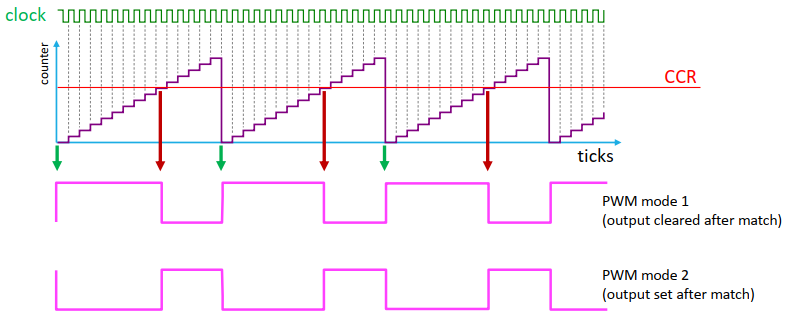 clock
counter
CCR
ticks
PWM mode 1
(output cleared after match)
PWM mode 2
(output set after match)